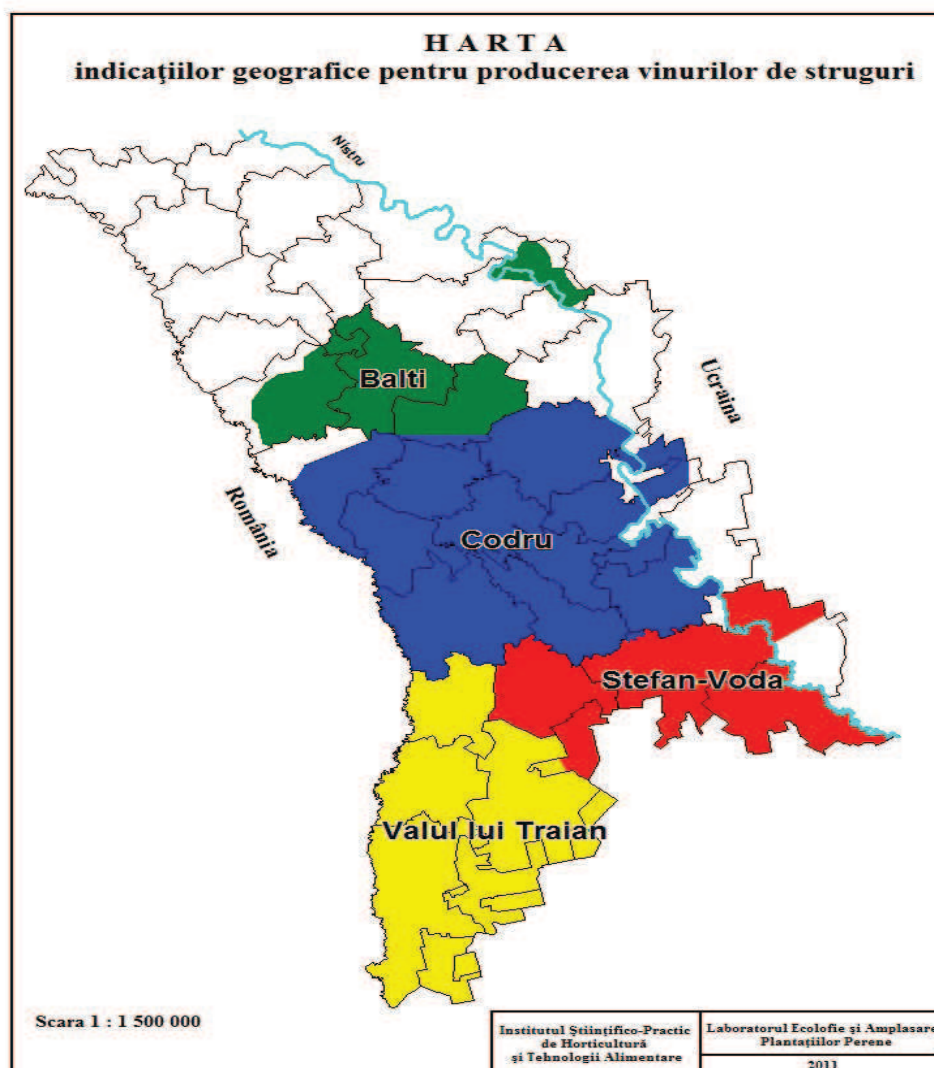 HARTA
indicaţiilor geografice pentru producerea vinurilor de struguri
Nistru
Ucraina
Balti
România
Codru
Stefan-Voda
Valul lui Traian
Scara 1 : 1 500 000
Institutul Ştiinţifico-Practic
de Horticultură
şi Tehnologii Alimentare
Laboratorul Ecolofie şi Amplasare
Plantaţiilor Perene
2011